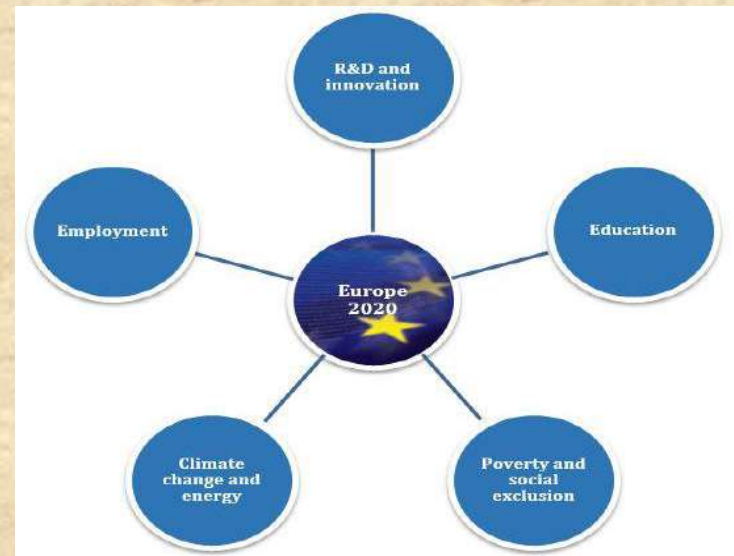 R&D and
innovation
Employment
Education
Europe
2020
Climate
change and
energy
Poverty and
social
exclusion